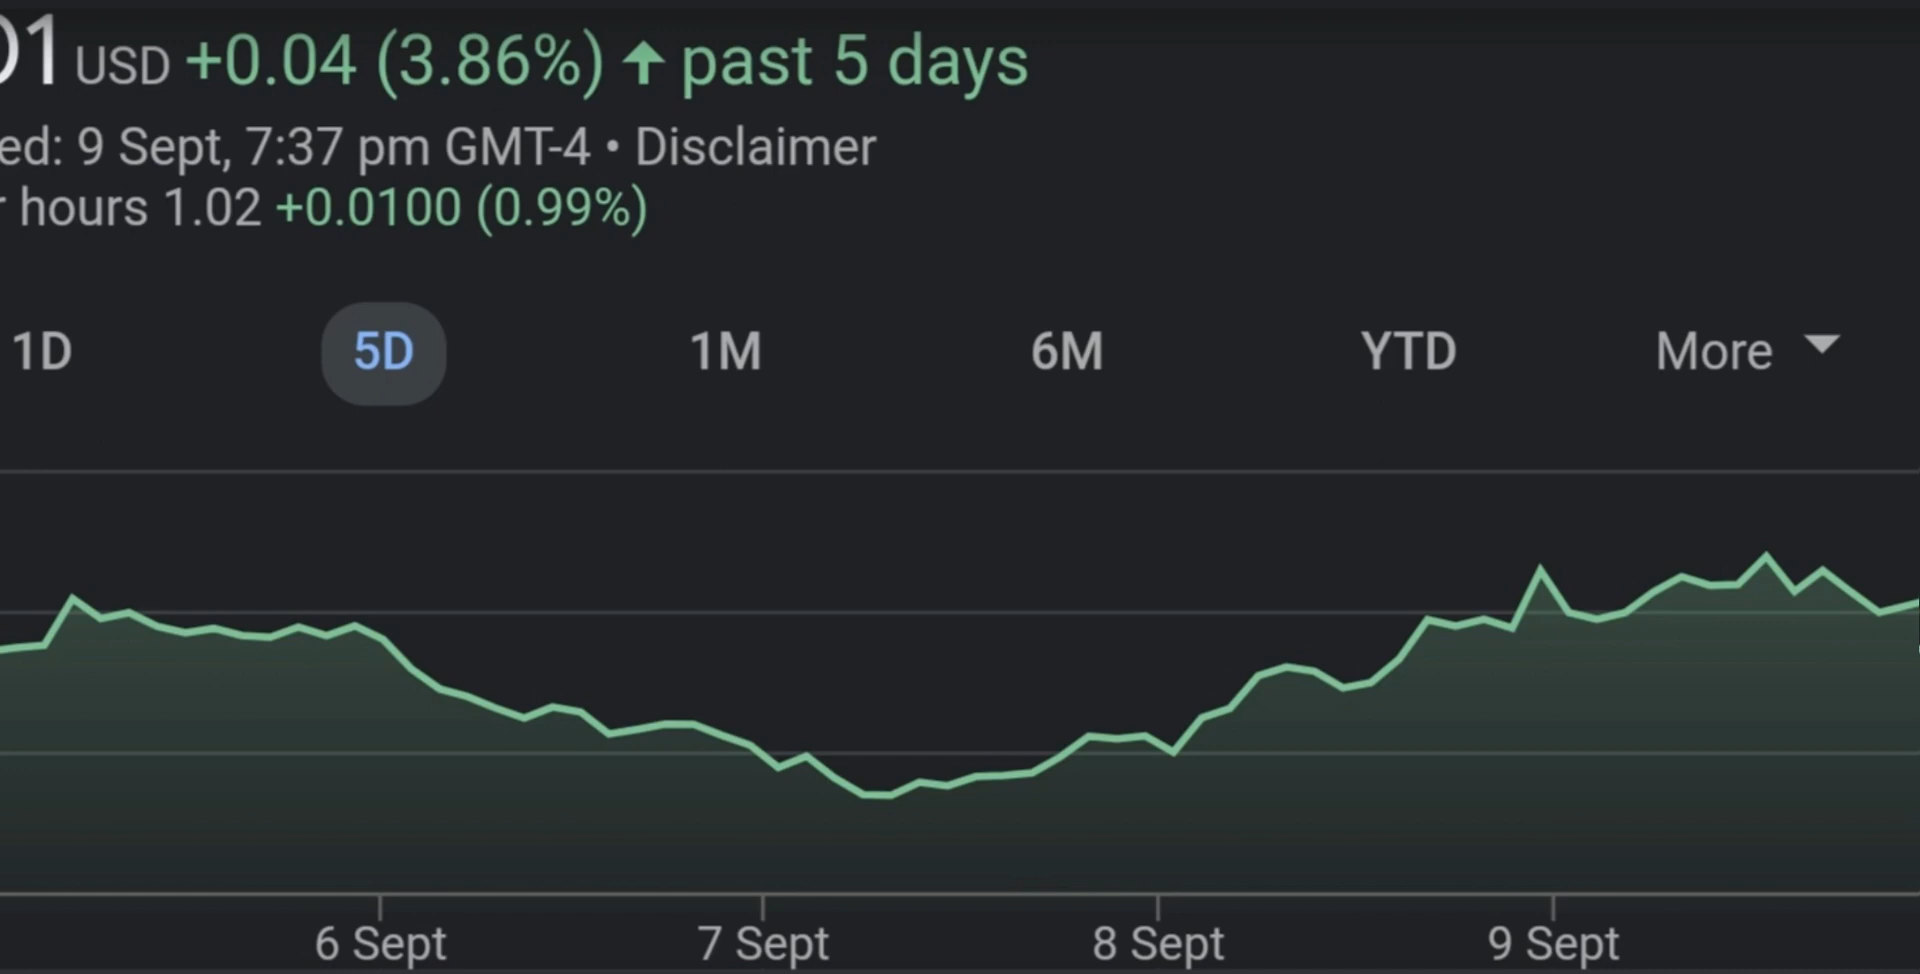 01 USD +0.04 (3.86%) ↑ past 5 days
ed: 9 Sept, 7:37 pm GMT-4 • Disclaimer
r hours 1.02 +0.0100 (0.99%)
1D 5D 1M 6M YTD More
6 Sept 7 Sept 8 Sept 9 Sept